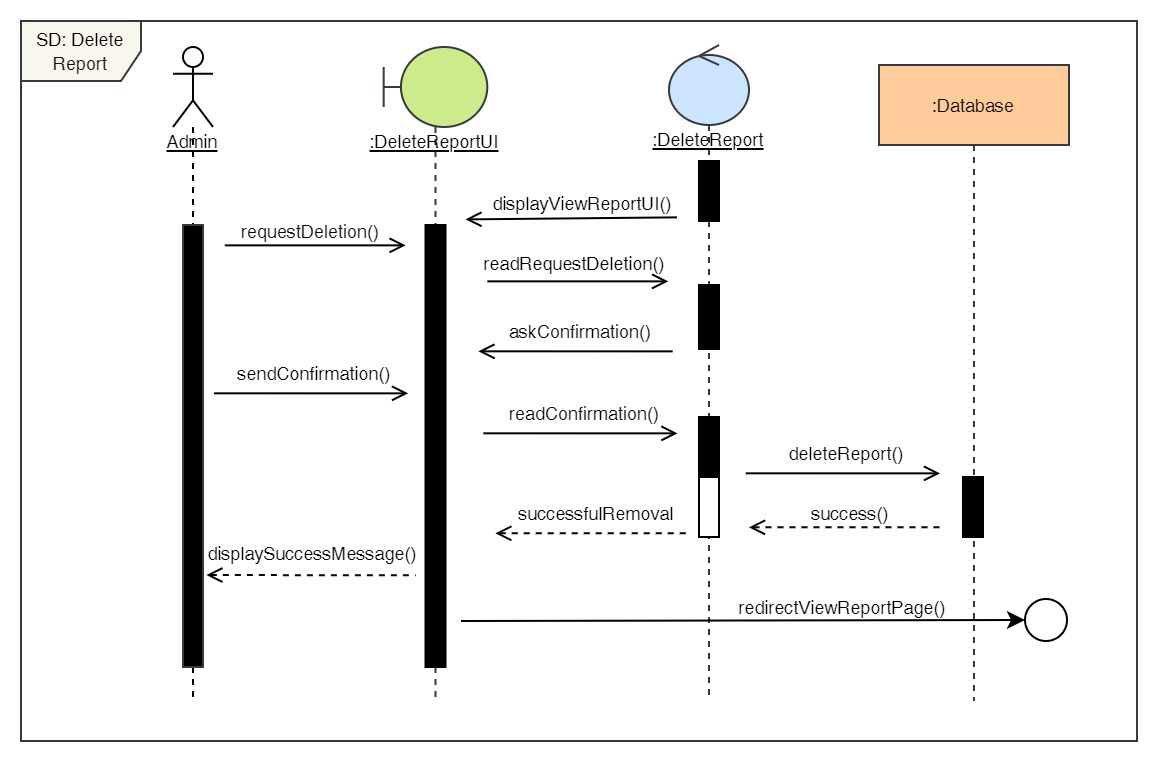 SD: Delete
Report
Admin
:DeleteReportUI
:DeleteReport
:Database
displayViewReportUI()
requestDeletion()
readRequestDeletion()
askConfirmation()
sendConfirmation()
readConfirmation()
deleteReport()
successfulRemoval
success()
displaySuccessMessage()
redirectViewReportPage()